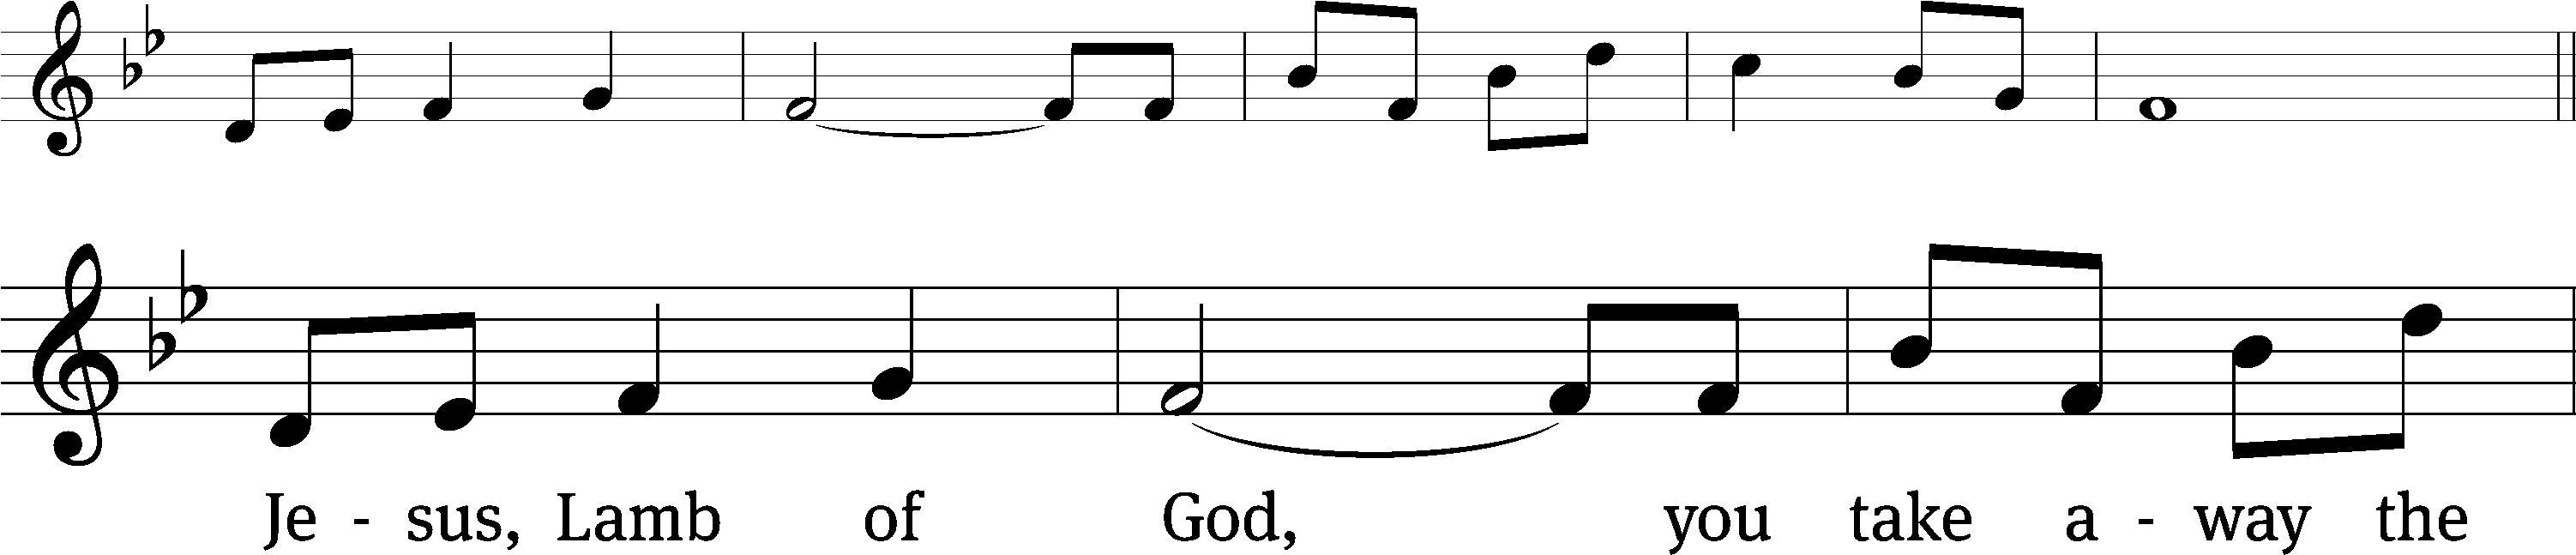 Je - sus, Lamb of God, you take a - way the